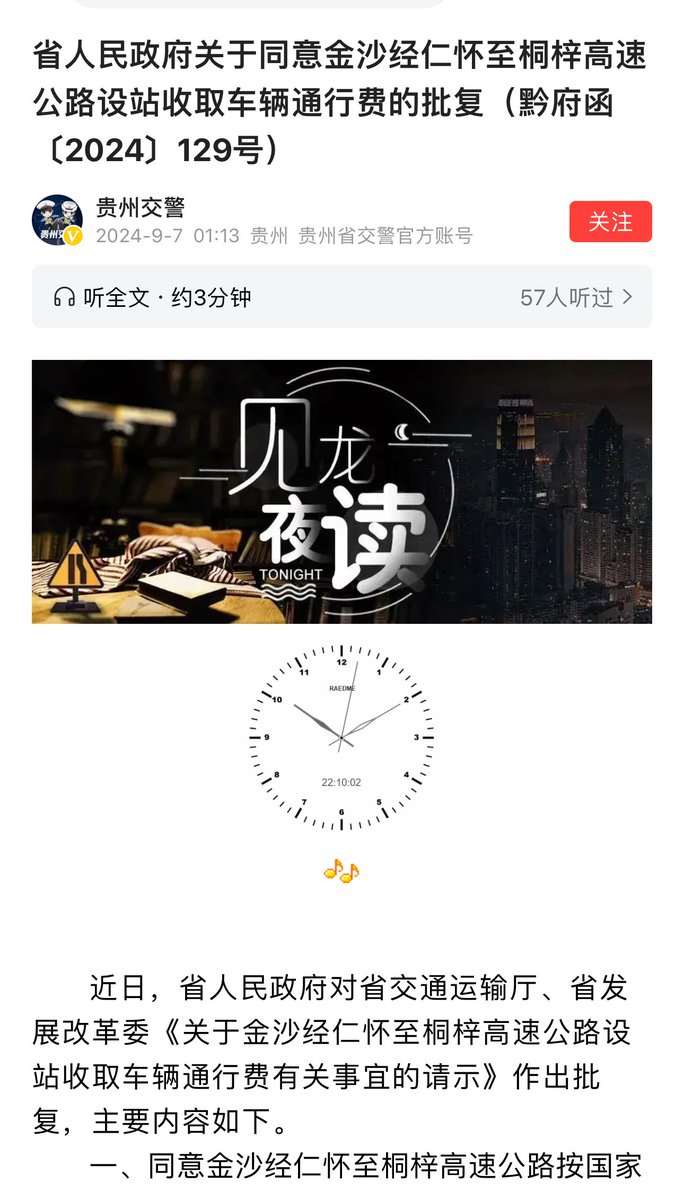 省人民政府关于同意金沙经仁怀至桐梓高速
公路设站收取车辆通行费的批复（黔府函
〔2024〕129号）
贵州交警
2024-9-7 01:13 贵州 贵州省交警官方账号
关注
听全文 · 约3分钟
57人听过
见龙
夜读
TONIGHT
12
1
2
3
4
5
6
7
8
9
10
11
RAEDME
22:10:02
近日，省人民政府对省交通运输厅、省发
展改革委《关于金沙经仁怀至桐梓高速公路设
站收取车辆通行费有关事宜的请示》作出批
复，主要内容如下。
一、同意金沙经仁怀至桐梓高速公路按国家